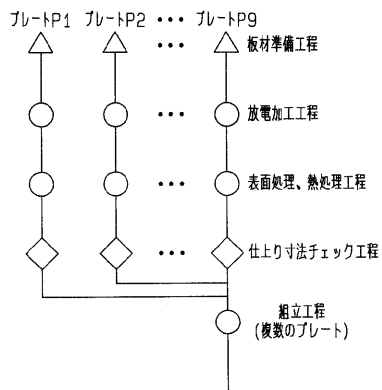 プレートP1 プレートP2 ••• プレートP9
••• 板材準備工程
••• 放電加工工程
••• 表面処理、熱処理工程
••• 仕上り寸法チェック工程
組立工程
(複数のプレート)